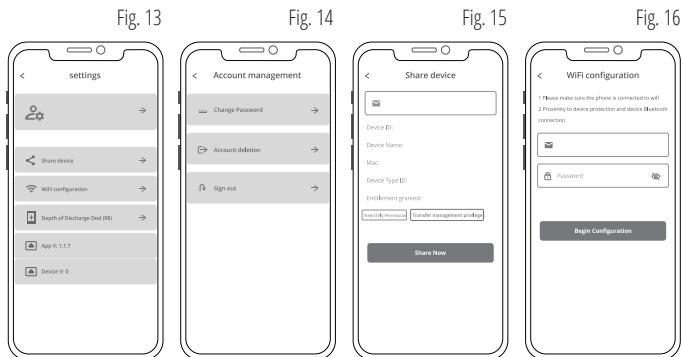 Fig. 13
settings
Share device
WiFi configuration
Depth of Discharge Dod (98)
App V: 1.1.7
Device V: 0
Fig. 14
Account management
Change Password
Account deletion
Sign out
Fig. 15
Share device
Device ID:
Device Name:
Mac:
Device Type ID:
Entitlement granted:
View Only Permission Transfer management privilege.
Share Now
Fig. 16
WiFi configuration
1 Please make sure the phone is connected to wifi
2 Proximity to device protection and device Bluetooth
connection
Password
Begin Configuration